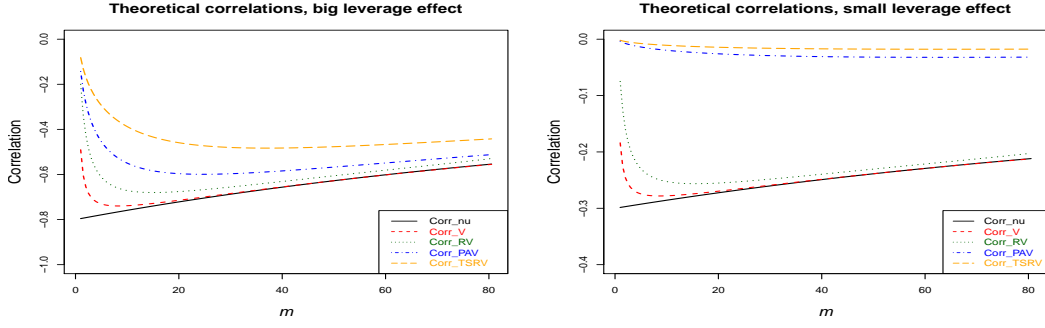 Theoretical correlations, big leverage effect
0.0
-0.2
-0.4
-0.6
-0.8
-1.0
Correlation
0
20
40
60
80
m
Corr_nu
Corr_V
Corr_RV
Corr_PAV
Corr_TSRV
Theoretical correlations, small leverage effect
0.0
-0.1
-0.2
-0.3
-0.4
Correlation
0
20
40
60
80
m
Corr_nu
Corr_V
Corr_RV
Corr_PAV
Corr_TSRV